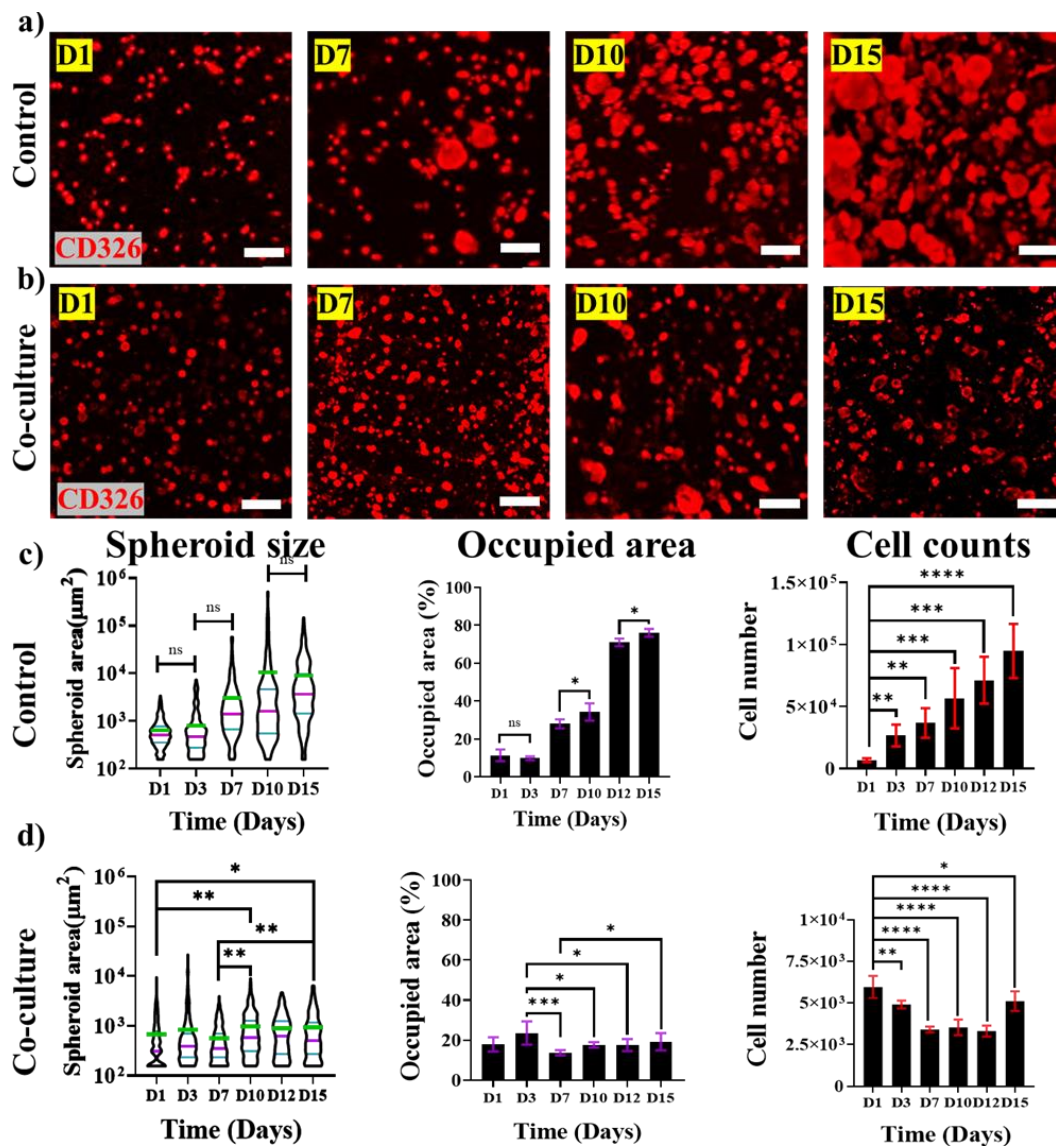 a)
Control
D1
D7
D10
D15
CD326
b)
Co-culture
D1
D7
D10
D15
CD326
Spheroid size
Occupied area
Cell counts
c)
Control
Spheroid area(μm²)
10⁶
10⁵
10⁴
10³
10²
ns
ns
ns
D1 D3 D7 D10 D15
Time (Days)
Occupied area (%)
100
80
60
40
20
0
ns
*
*
D1 D3 D7 D10 D12 D15
Time (Days)
Cell number
1.5×10⁵
1×10⁵
5×10⁴
0
****
***
***
**
**
D1 D3 D7 D10 D12 D15
Time (Days)
d)
Co-culture
Spheroid area(μm²)
10⁶
10⁵
10⁴
10³
10²
*
**
**
**
D1 D3 D7 D10 D12 D15
Time (Days)
Occupied area (%)
100
80
60
40
20
0
*
*
*
***
D1 D3 D7 D10 D12 D15
Time (Days)
Cell number
1×10⁴
7.5×10³
5×10³
2.5×10³
0
*
****
****
****
**
D1 D3 D7 D10 D12 D15
Time (Days)